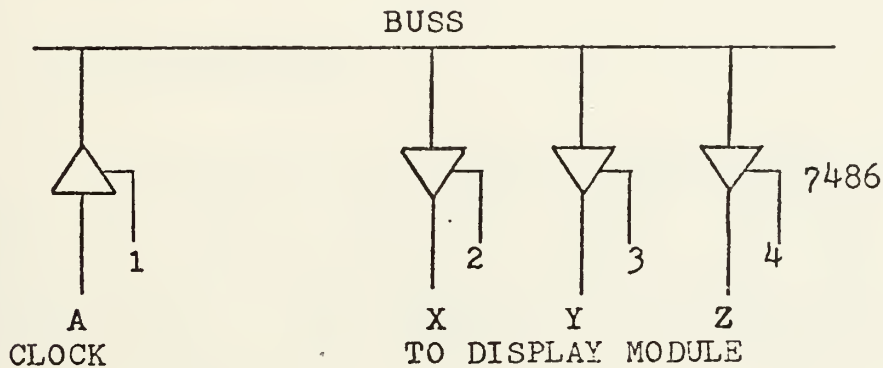 BUSS
7486
1 2 3 4
A X Y Z
CLOCK TO DISPLAY MODULE